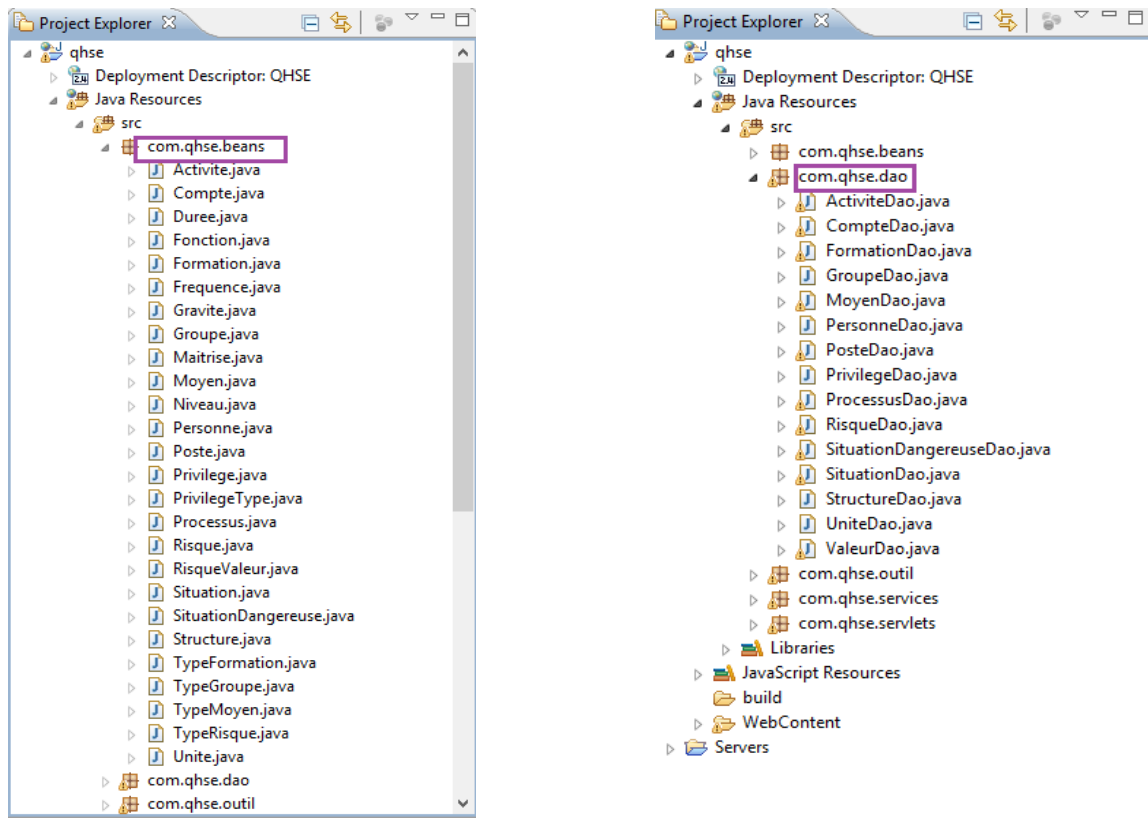 Project Explorer
qhse
Deployment Descriptor: QHSE
Java Resources
src
com.qhse.beans
Activite.java
Compte.java
Duree.java
Fonction.java
Formation.java
Frequence.java
Gravite.java
Groupe.java
Maitrise.java
Moyen.java
Niveau.java
Personne.java
Poste.java
Privilege.java
PrivilegeType.java
Processus.java
Risque.java
RisqueValeur.java
Situation.java
SituationDangereuse.java
Structure.java
TypeFormation.java
TypeGroupe.java
TypeMoyen.java
TypeRisque.java
Unite.java
com.qhse.dao
com.qhse.outil
Project Explorer
qhse
Deployment Descriptor: QHSE
Java Resources
src
com.qhse.beans
com.qhse.dao
ActiviteDao.java
CompteDao.java
FormationDao.java
GroupeDao.java
MoyenDao.java
PersonneDao.java
PosteDao.java
PrivilegeDao.java
ProcessusDao.java
RisqueDao.java
SituationDangereuseDao.java
SituationDao.java
StructureDao.java
UniteDao.java
ValeurDao.java
com.qhse.outil
com.qhse.services
com.qhse.servlets
Libraries
JavaScript Resources
build
WebContent
Servers